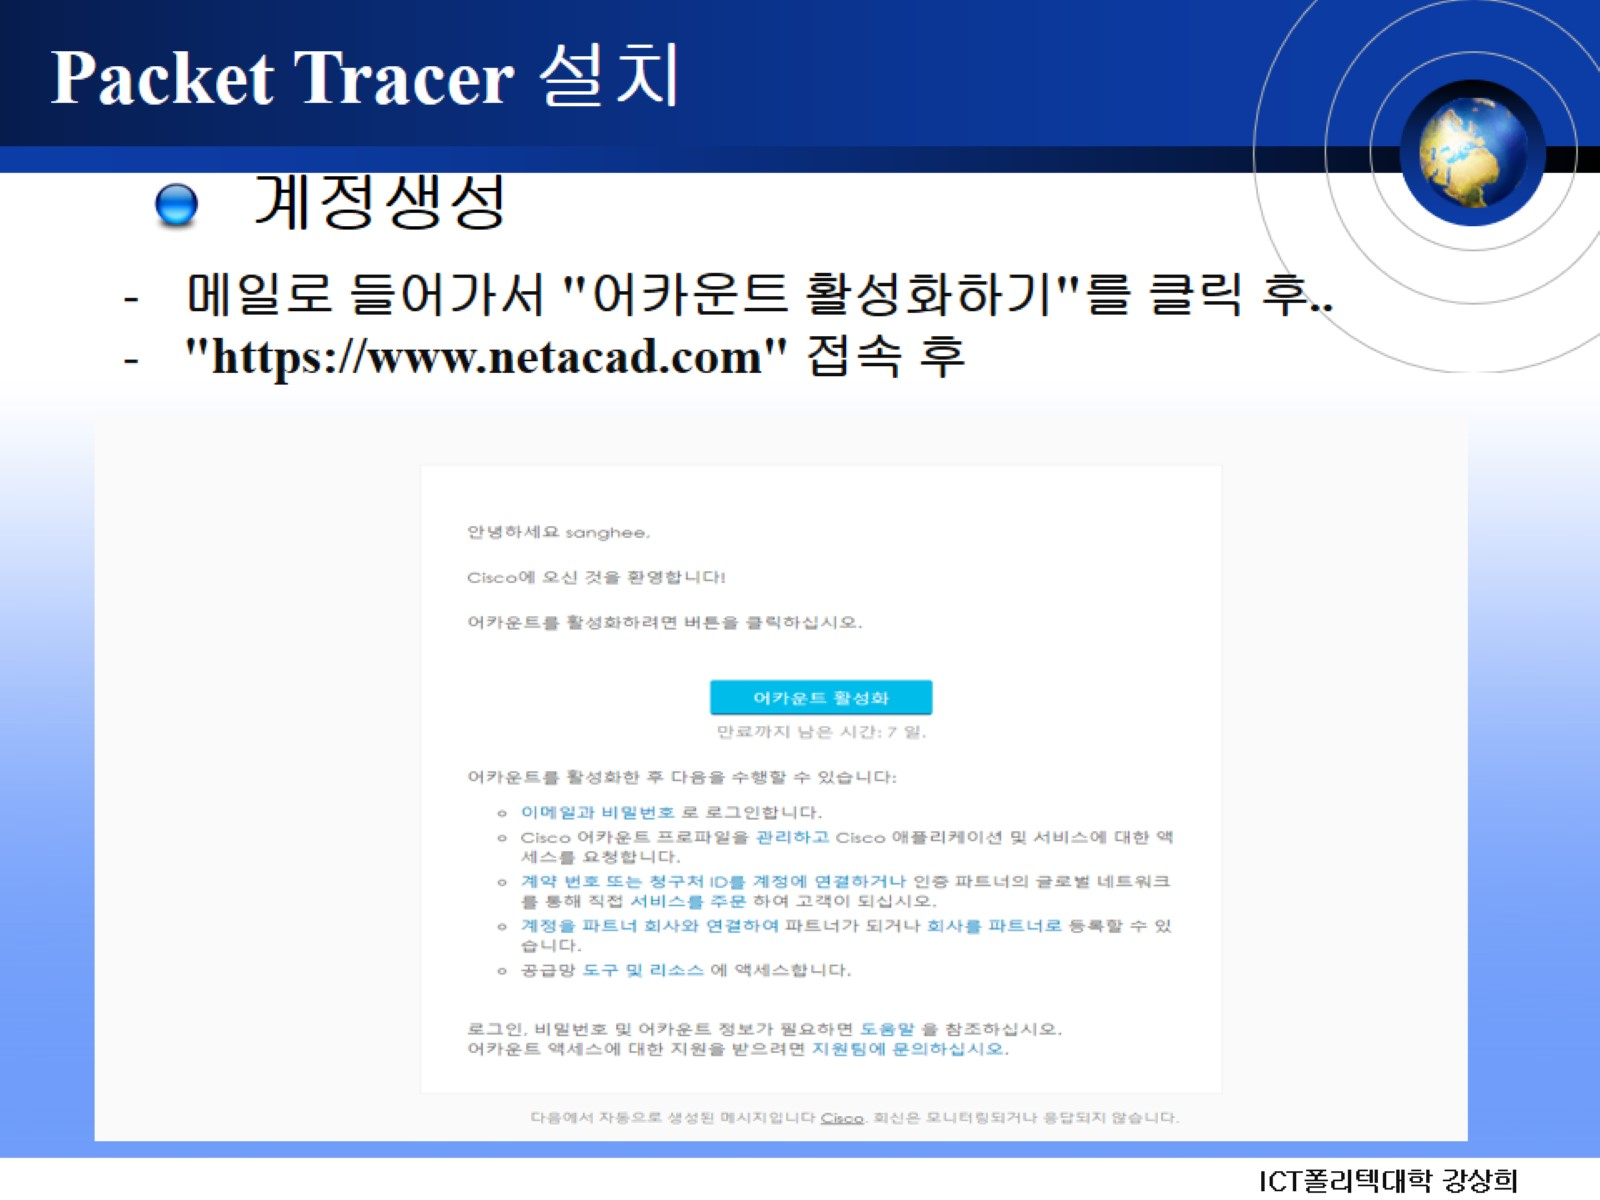 Packet Tracer 설치
계정생성
- 메일로 들어가서 "어카운트 활성화하기"를 클릭 후..
- "https://www.netacad.com" 접속 후
안녕하세요 sanghee,
Cisco에 오신 것을 환영합니다!
어카운트를 활성화하려면 버튼을 클릭하십시오.
어카운트 활성화
만료까지 남은 시간: 7 일.
어카운트를 활성화한 후 다음을 수행할 수 있습니다:
이메일과 비밀번호 로 로그인합니다.
Cisco 어카운트 프로파일을 관리하고 Cisco 애플리케이션 및 서비스에 대한 액
세스를 요청합니다.
계약 번호 또는 청구처 ID를 계정에 연결하거나 인증 파트너의 글로벌 네트워크
를 통해 직접 서비스를 주문 하여 고객이 되십시오.
계정을 파트너 회사와 연결하여 파트너가 되거나 회사를 파트너로 등록할 수 있
습니다.
공급망 도구 및 리소스 에 액세스합니다.
로그인, 비밀번호 및 어카운트 정보가 필요하면 도움말 을 참조하십시오.
어카운트 액세스에 대한 지원을 받으려면 지원팀에 문의하십시오.
다음에서 자동으로 생성된 메시지입니다 Cisco. 회신은 모니터링되거나 응답되지 않습니다.
ICT폴리텍대학 강상희